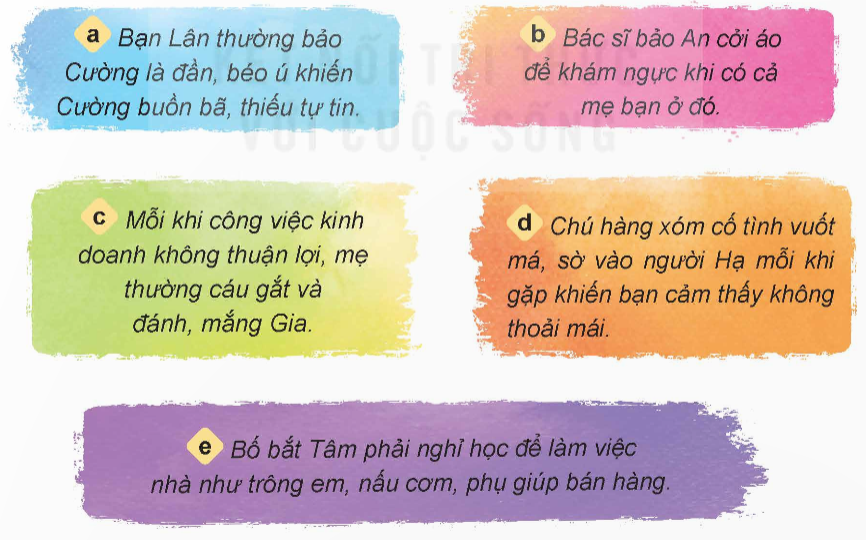 a Bạn Lân thường bảo
Cường là đần, béo ú khiến
Cường buồn bã, thiếu tự tin.
b Bác sĩ bảo An cởi áo
để khám ngực khi có cả
mẹ bạn ở đó.
c Mỗi khi công việc kinh
doanh không thuận lợi, mẹ
thường cáu gắt và
đánh, mắng Gia.
d Chú hàng xóm cố tình vuốt
má, sờ vào người Hạ mỗi khi
gặp khiến bạn cảm thấy không
thoải mái.
e Bố bắt Tâm phải nghỉ học để làm việc
nhà như trông em, nấu cơm, phụ giúp bán hàng.
VỚI CUỘC SỐNG